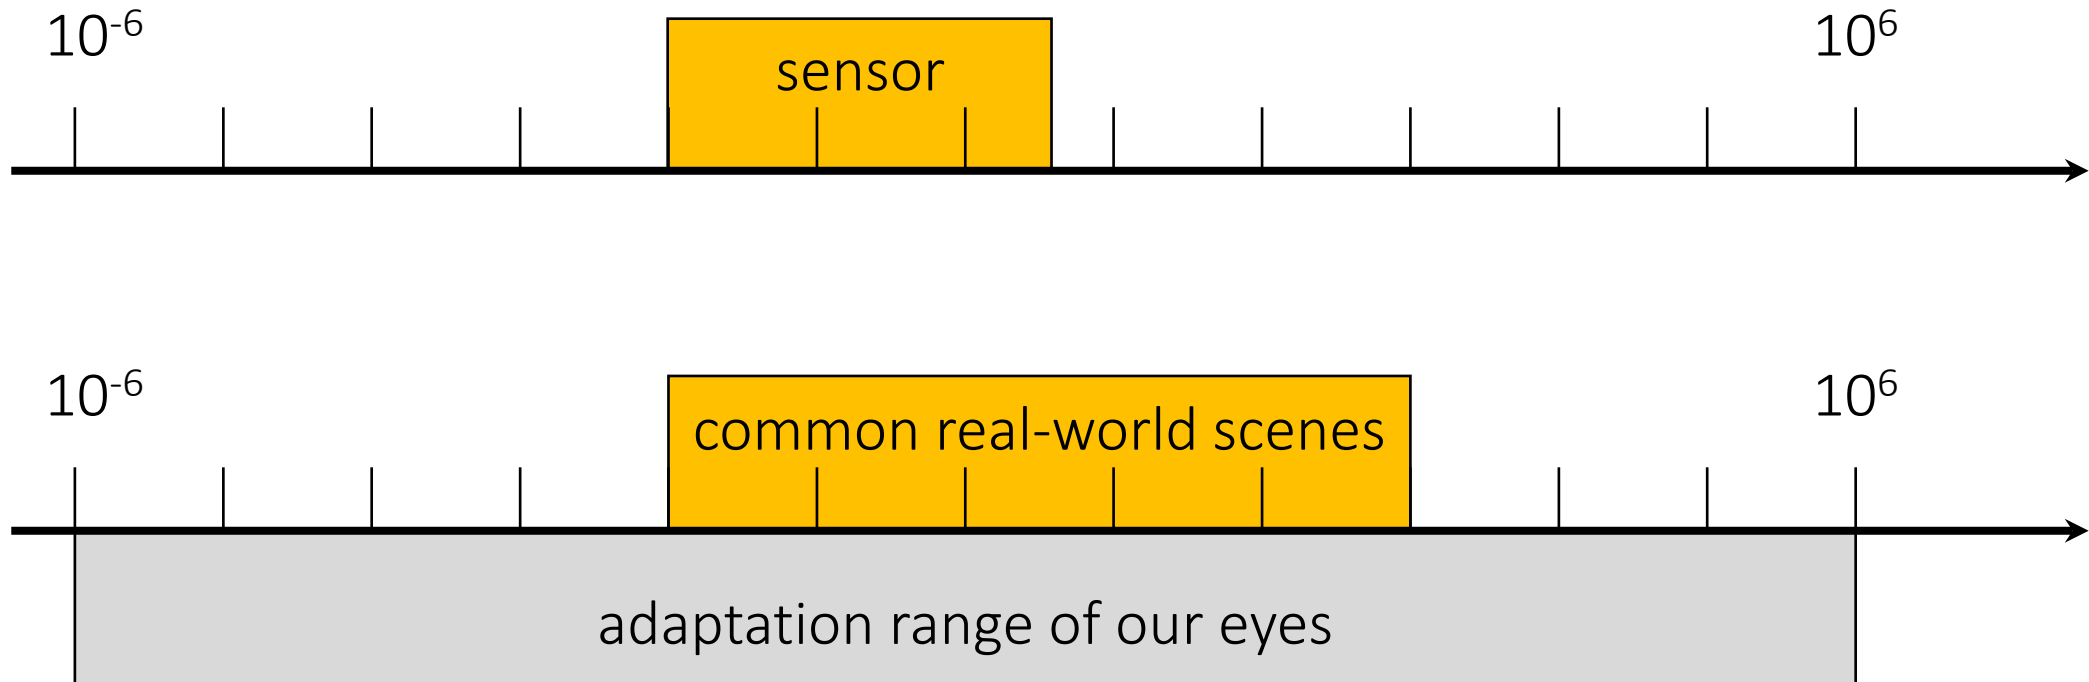 10⁻⁶
10⁶
sensor
10⁻⁶
10⁶
common real-world scenes
adaptation range of our eyes